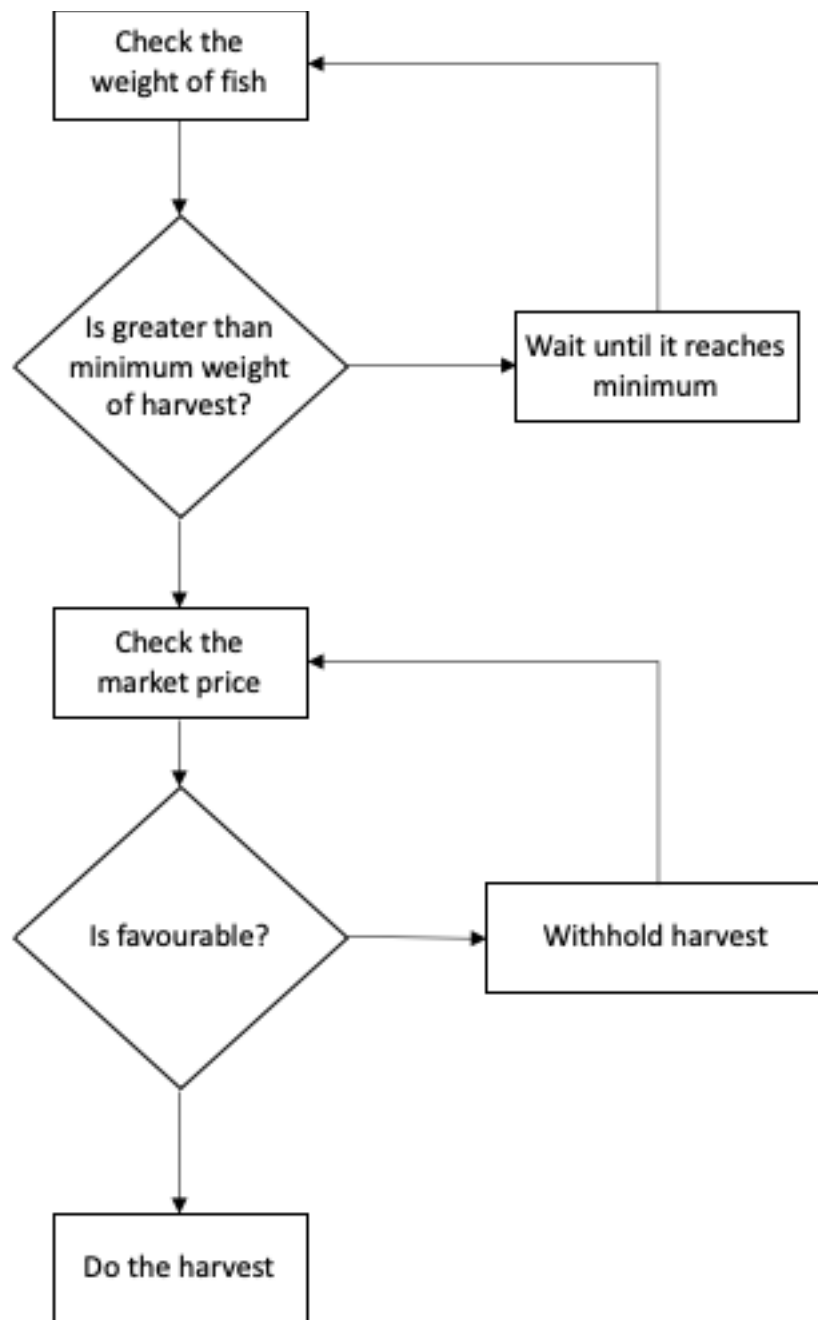 Check the
weight of fish
Is greater than
minimum weight
of harvest?
Wait until it reaches
minimum
Check the
market price
Is favourable?
Withhold harvest
Do the harvest